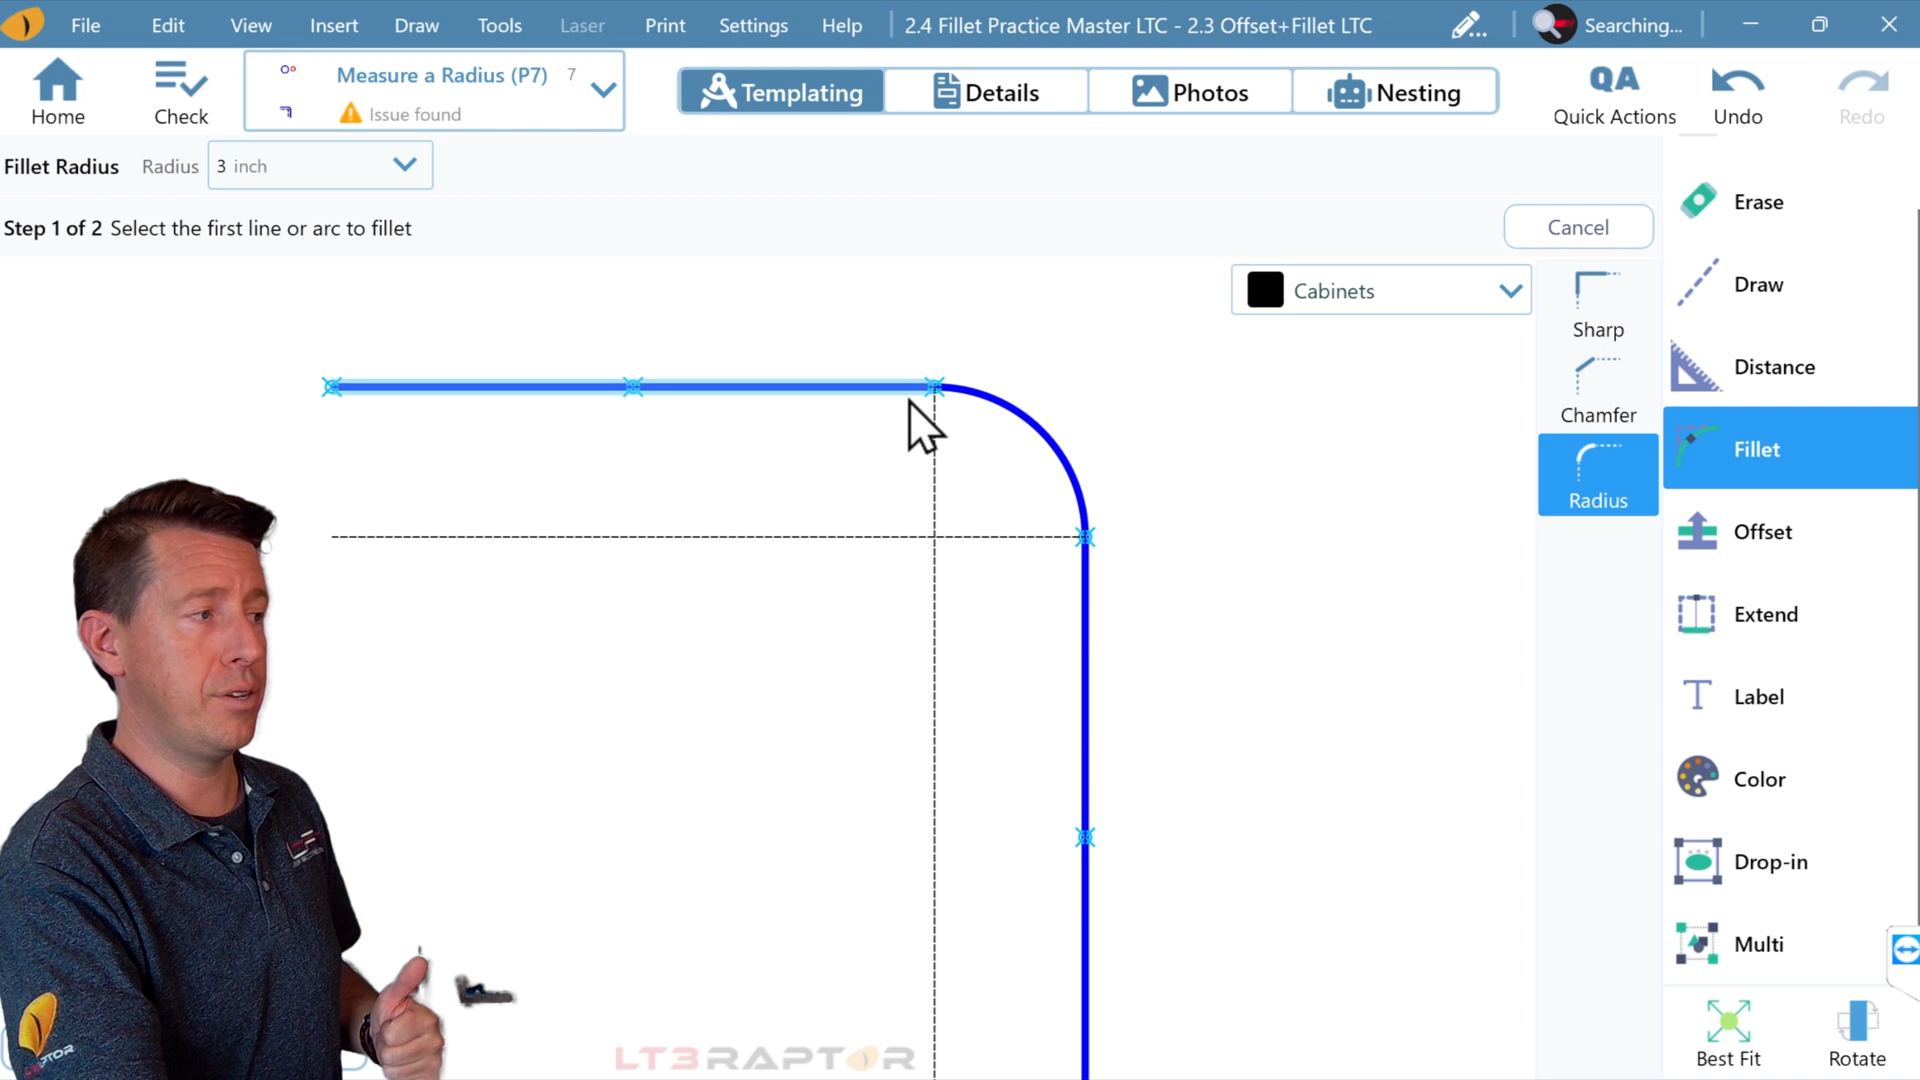 File Edit View Insert Draw Tools Laser Print Settings Help 2.4 Fillet Practice Master LTC - 2.3 Offset+Fillet LTC Searching...
Home
Check
Measure a Radius (P7) 7
Issue found
Templating Details Photos Nesting
QA
Quick Actions
Undo
Redo
Fillet Radius Radius 3 inch
Step 1 of 2 Select the first line or arc to fillet
Cancel
Cabinets
Sharp
Chamfer
Radius
Erase
Draw
Distance
Fillet
Offset
Extend
Label
Color
Drop-in
Multi
Best Fit
Rotate
LT3RAPTOR